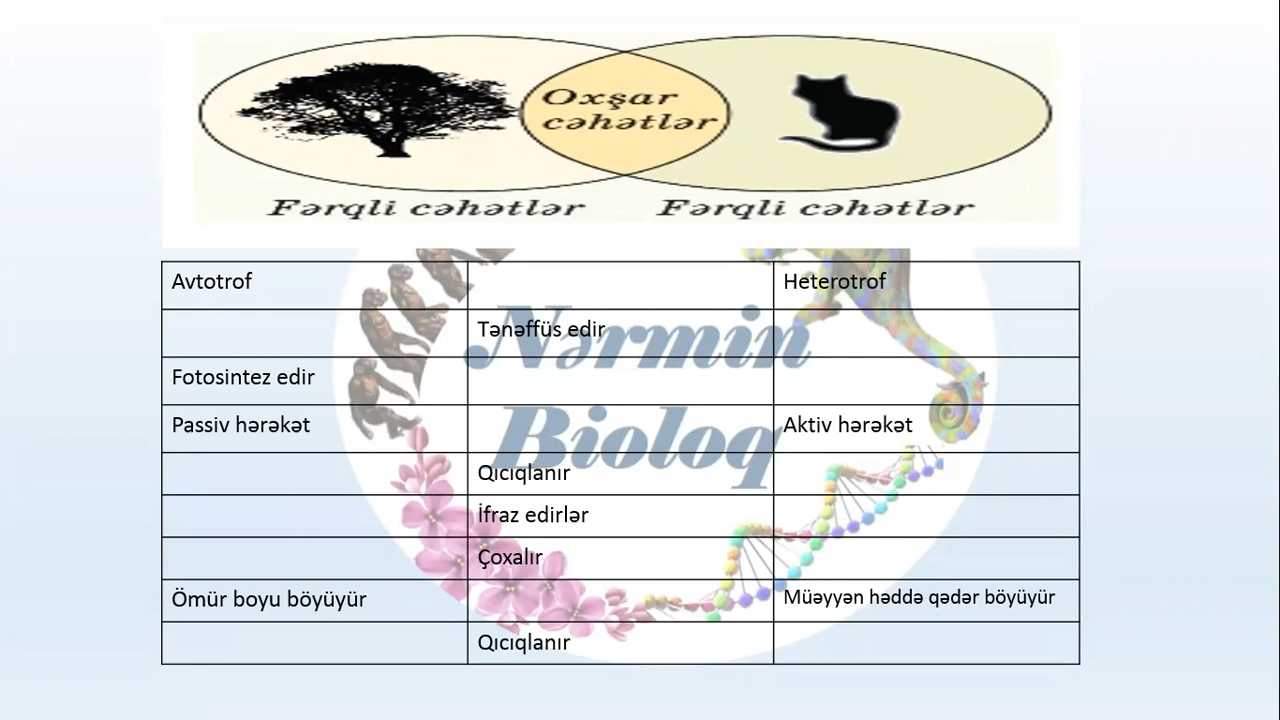 Oxşar
cəhətlər
Fərqli cəhətlər Fərqli cəhətlər
Nərmin
Bioloq
Avtotrof Heterotrof
Tənəffüs edir
Fotosintez edir
Passiv hərəkət Aktiv hərəkət
Qıcıqlanır
İfraz edirlər
Çoxalır
Ömür boyu böyüyür Müəyyən həddə qədər böyüyür
Qıcıqlanır